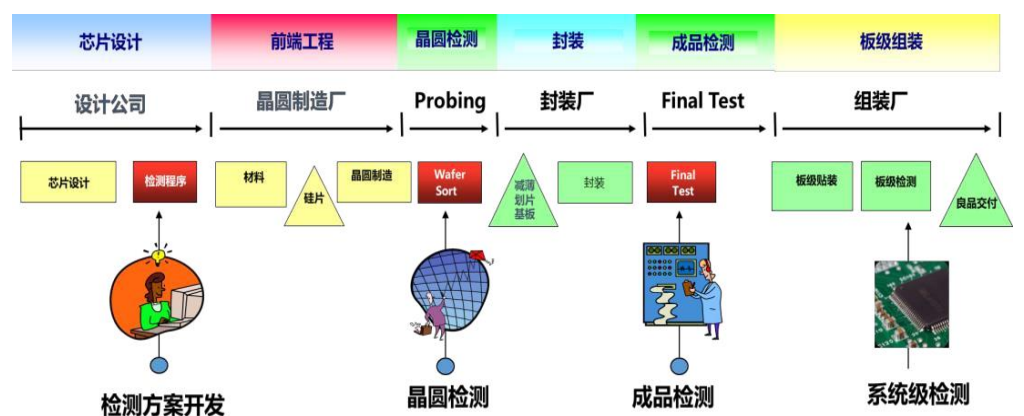 芯片设计
前端工程
晶圆检测
封装
成品检测
板级组装
设计公司
晶圆制造厂
Probing
封装厂
Final Test
组装厂
芯片设计
检测程序
材料
硅片
晶圆制造
Wafer
Sort
减薄
划片
基板
封装
Final
Test
板级贴装
板级检测
良品交付
检测方案开发
晶圆检测
成品检测
系统级检测